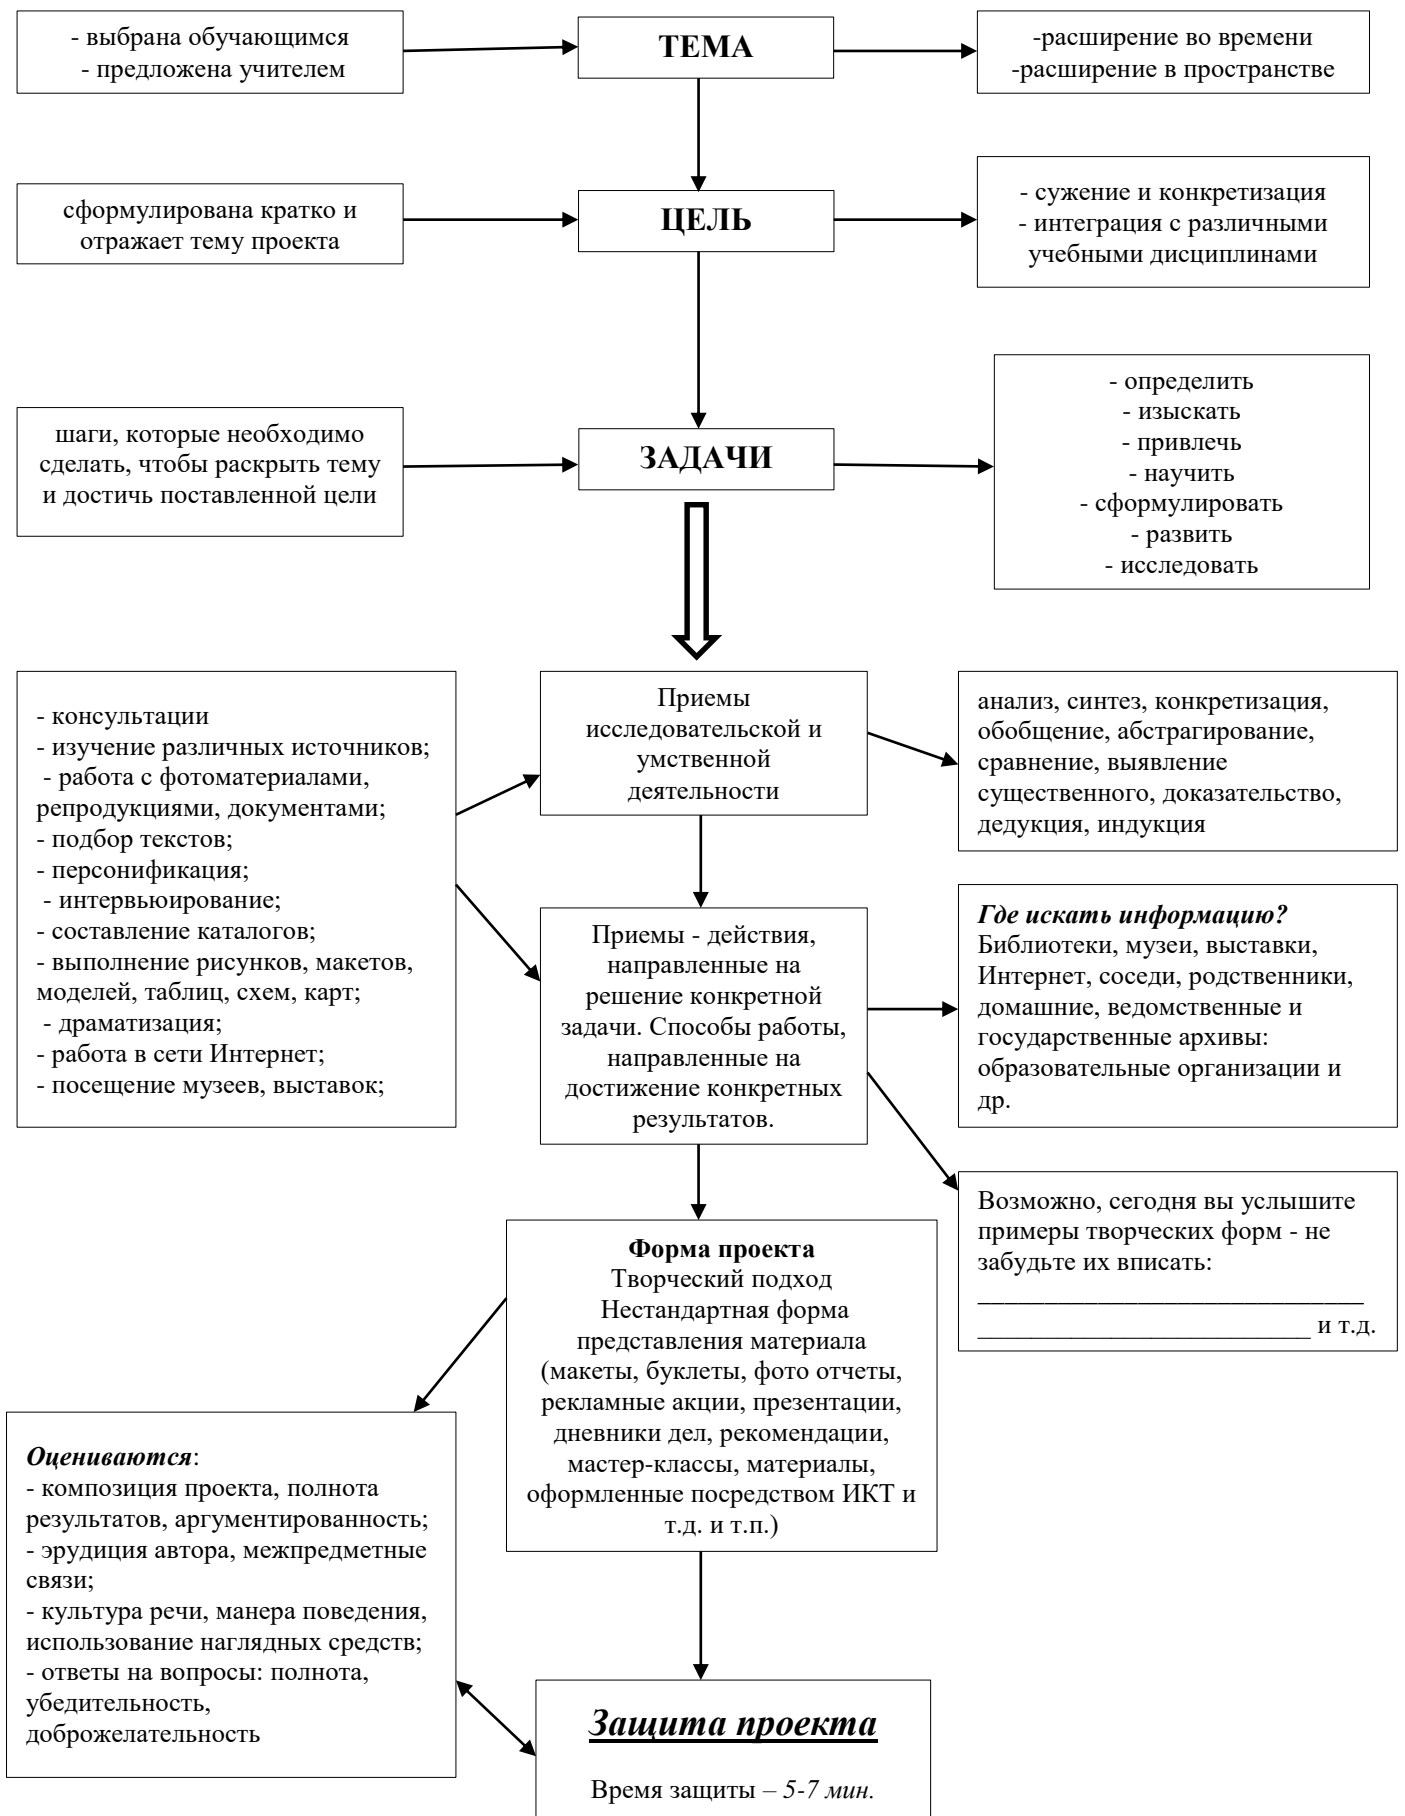 - выбрана обучающимся
- предложена учителем
ТЕМА
-расширение во времени
-расширение в пространстве
сформулирована кратко и
отражает тему проекта
ЦЕЛЬ
- сужение и конкретизация
- интеграция с различными
учебными дисциплинами
шаги, которые необходимо
сделать, чтобы раскрыть тему
и достичь поставленной цели
ЗАДАЧИ
- определить
- изыскать
- привлечь
- научить
- сформулировать
- развить
- исследовать
- консультации
- изучение различных источников;
- работа с фотоматериалами,
репродукциями, документами;
- подбор текстов;
- персонификация;
- интервьюирование;
- составление каталогов;
- выполнение рисунков, макетов,
моделей, таблиц, схем, карт;
- драматизация;
- работа в сети Интернет;
- посещение музеев, выставок;
Приемы
исследовательской и
умственной
деятельности
анализ, синтез, конкретизация,
обобщение, абстрагирование,
сравнение, выявление
существенного, доказательство,
дедукция, индукция
Приемы - действия,
направленные на
решение конкретной
задачи. Способы работы,
направленные на
достижение конкретных
результатов.
Где искать информацию?
Библиотеки, музеи, выставки,
Интернет, соседи, родственники,
домашние, ведомственные и
государственные архивы:
образовательные организации и
др.
Возможно, сегодня вы услышите
примеры творческих форм - не
забудьте их вписать:
_____________________________
_________________________ и т.д.
Форма проекта
Творческий подход
Нестандартная форма
представления материала
(макеты, буклеты, фото отчеты,
рекламные акции, презентации,
дневники дел, рекомендации,
мастер-классы, материалы,
оформленные посредством ИКТ и
т.д. и т.п.)
Оцениваются:
- композиция проекта, полнота
результатов, аргументированность;
- эрудиция автора, межпредметные
связи;
- культура речи, манера поведения,
использование наглядных средств;
- ответы на вопросы: полнота,
убедительность,
доброжелательность
Защита проекта
Время защиты – 5-7 мин.